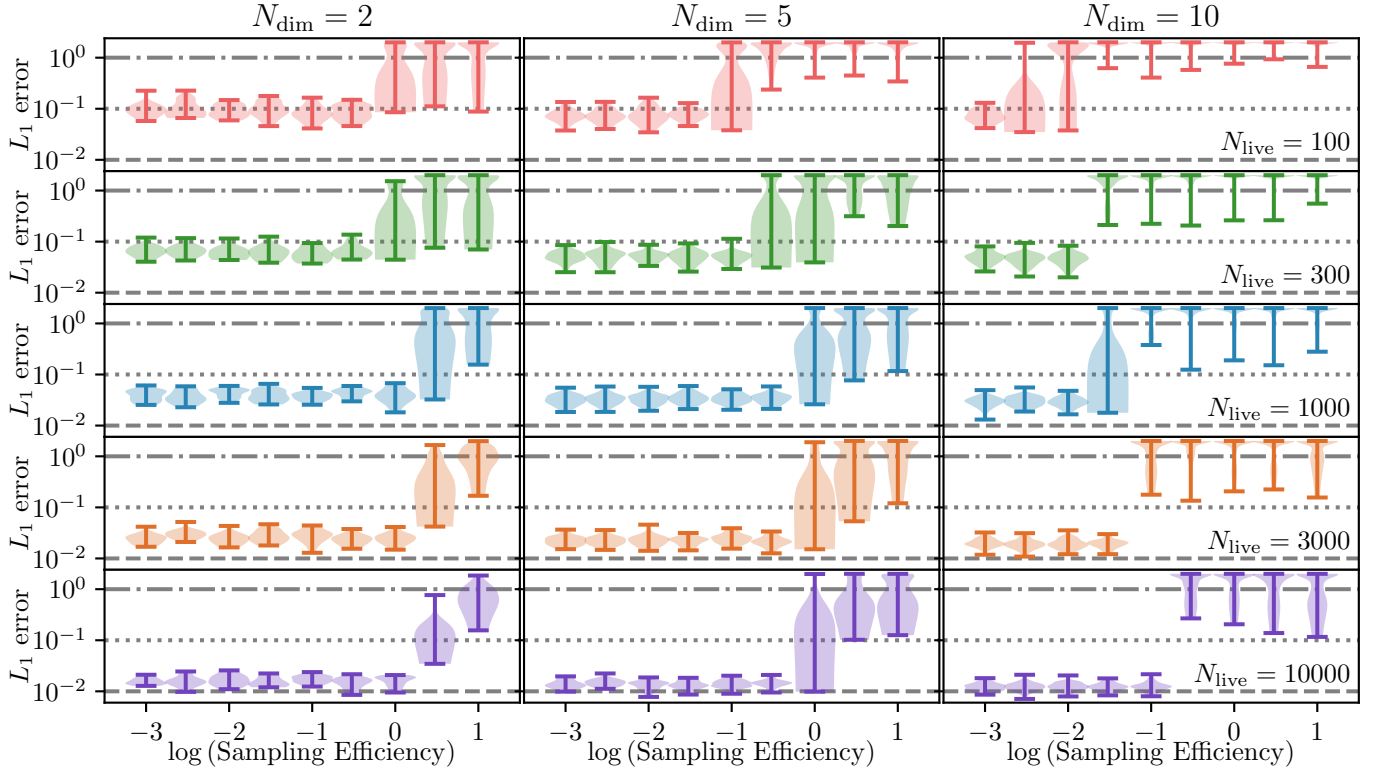 N_dim = 2 N_dim = 5 N_dim = 10
10^0
L_1 error
10^-1
10^-2
N_live = 100
10^0
L_1 error
10^-1
10^-2
N_live = 300
10^0
L_1 error
10^-1
10^-2
N_live = 1000
10^0
L_1 error
10^-1
10^-2
N_live = 3000
10^0
L_1 error
10^-1
10^-2
N_live = 10000
−3 −2 −1 0 1 −3 −2 −1 0 1 −3 −2 −1 0 1
log (Sampling Efficiency) log (Sampling Efficiency) log (Sampling Efficiency)